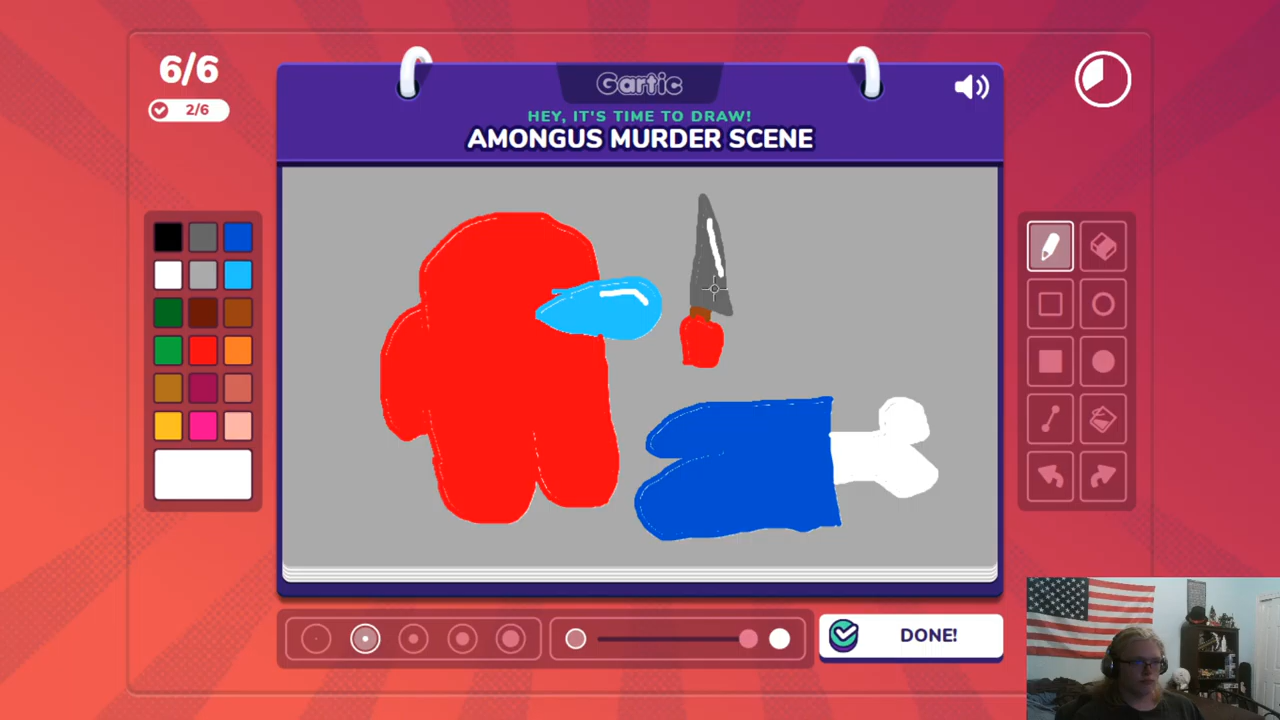 6/6
2/6
Gartic
HEY, IT'S TIME TO DRAW!
AMONGUS MURDER SCENE
DONE!